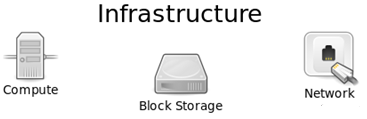 Infrastructure
Compute
Block Storage
Network